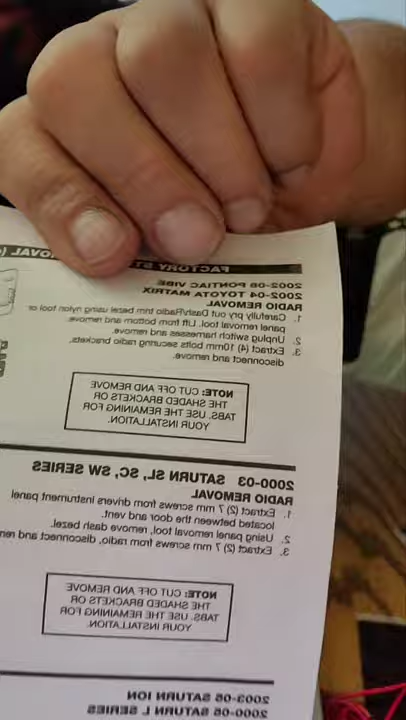 FACTORY ST
2002-08 PONTIAC VIBE
2002-04 TOYOTA MATRIX
RADIO REMOVAL
1. Carefully pry out Dash/Radio trim bezel using nylon tool or
panel removal tool. Lift from bottom and remove.
2. Unplug switch harnesses and remove.
3. Extract (4) 10mm bolts securing radio brackets,
disconnect and remove.
NOTE: CUT OFF AND REMOVE
THE SHADED BRACKETS OR
TABS. USE THE REMAINING FOR
YOUR INSTALLATION.
2000-03 SATURN SL, SC, SW SERIES
RADIO REMOVAL
1. Extract (2) 7 mm screws from drivers instrument panel
located between the door and vent.
2. Using panel removal tool, remove dash bezel.
3. Extract (2) 7 mm screws from radio, disconnect and ren
NOTE: CUT OFF AND REMOVE
THE SHADED BRACKETS OR
TABS. USE THE REMAINING FOR
YOUR INSTALLATION.
2003-05 SATURN ION
2000-05 SATURN L SERIES